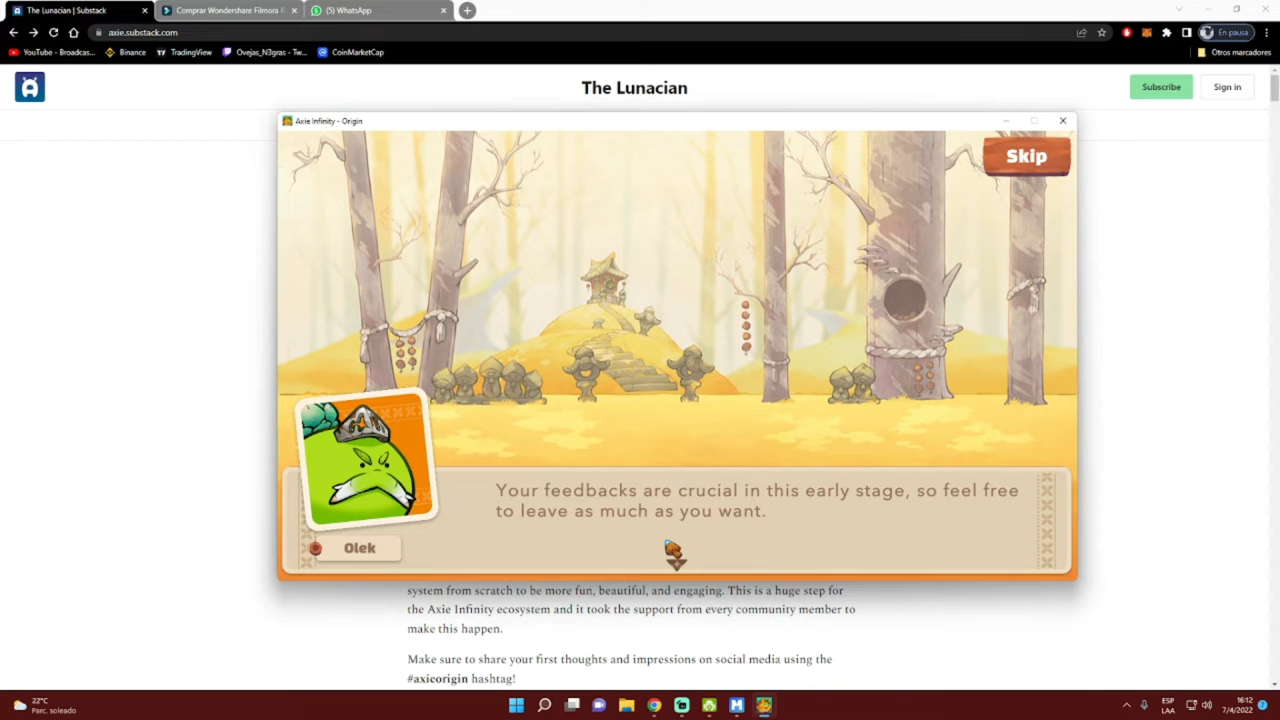 The Lunacian | Substack
Comprar Wondershare Filmora
(5) WhatsApp
axie.substack.com
En pausa
YouTube - Broadcas...
Binance
TradingView
Ovejas_N3gras - Tw...
CoinMarketCap
Otros marcadores
The Lunacian
Subscribe
Sign in
Axie Infinity - Origin
Skip
Your feedbacks are crucial in this early stage, so feel free
to leave as much as you want.
Olek
system from scratch to be more fun, beautiful, and engaging. This is a huge step for
the Axie Infinity ecosystem and it took the support from every community member to
make this happen.
Make sure to share your first thoughts and impressions on social media using the
#axieorigin hashtag!
22°C
Parc. soleado
ESP
LAA
16:12
7/4/2022